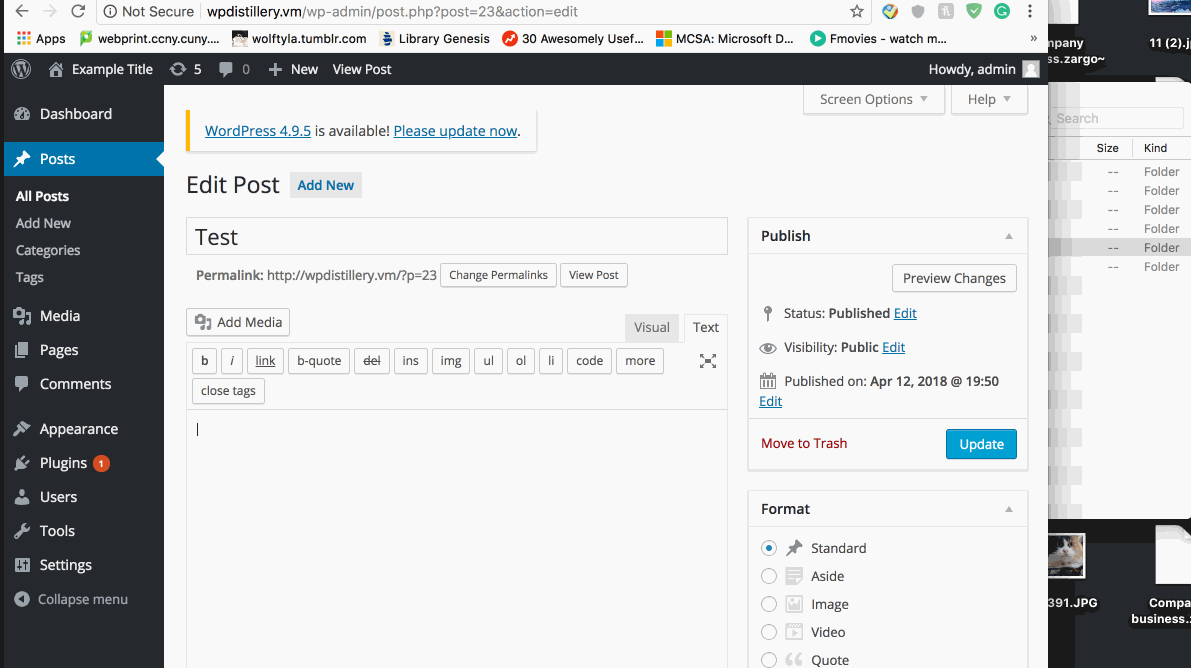 Not Secure wpdistillery.vm/wp-admin/post.php?post=23&action=edit
Apps webprint.ccny.cuny.... wolftyla.tumblr.com Library Genesis 30 Awesomely Usef... MCSA: Microsoft D... Fmovies - watch m... »
Example Title 5 0 New View Post Howdy, admin
Screen Options Help
WordPress 4.9.5 is available! Please update now.
Edit Post Add New
Dashboard
Posts
All Posts
Add New
Categories
Tags
Media
Pages
Comments
Appearance
Plugins 1
Users
Tools
Settings
Collapse menu
Test
Permalink: http://wpdistillery.vm/?p=23 Change Permalinks View Post
Add Media Visual Text
b i link b-quote del ins img ul ol li code more
close tags
Publish
Preview Changes
Status: Published Edit
Visibility: Public Edit
Published on: Apr 12, 2018 @ 19:50
Edit
Move to Trash Update
Format
Standard
Aside
Image
Video
Quote
mpany
ss.zargo~
11 (2).j
Search
Size Kind
-- Folder
-- Folder
-- Folder
-- Folder
-- Folder
-- Folder
391.JPG
Compa
business.